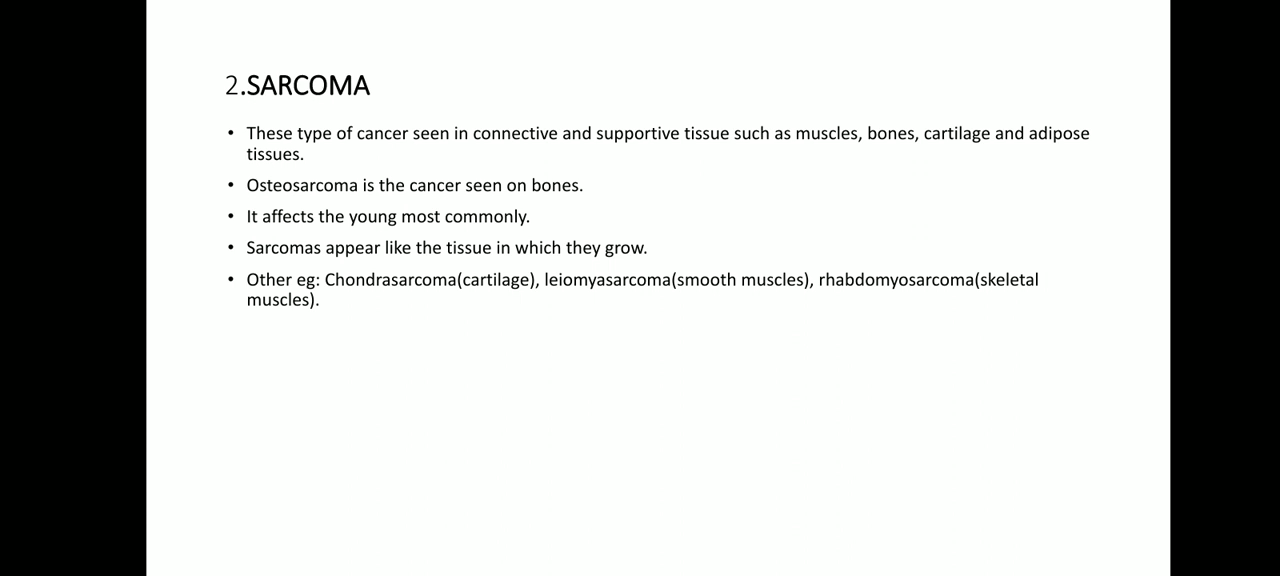 2.SARCOMA
• These type of cancer seen in connective and supportive tissue such as muscles, bones, cartilage and adipose
tissues.
• Osteosarcoma is the cancer seen on bones.
• It affects the young most commonly.
• Sarcomas appear like the tissue in which they grow.
• Other eg: Chondrasarcoma(cartilage), leiomyasarcoma(smooth muscles), rhabdomyosarcoma(skeletal
muscles).